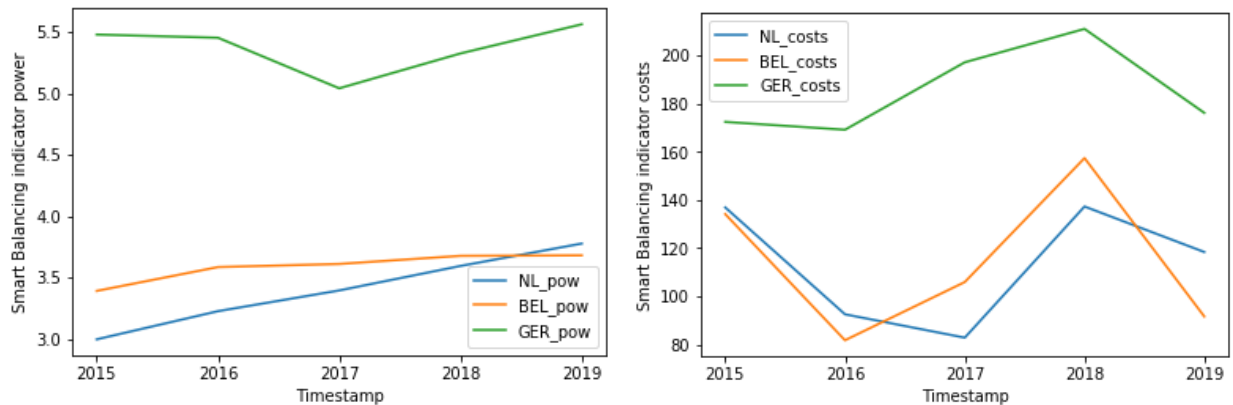 Smart Balancing indicator power
5.5
5.0
4.5
4.0
3.5
3.0
NL_pow
BEL_pow
GER_pow
2015 2016 2017 2018 2019
Timestamp
Smart Balancing indicator costs
200
180
160
140
120
100
80
NL_costs
BEL_costs
GER_costs
2015 2016 2017 2018 2019
Timestamp